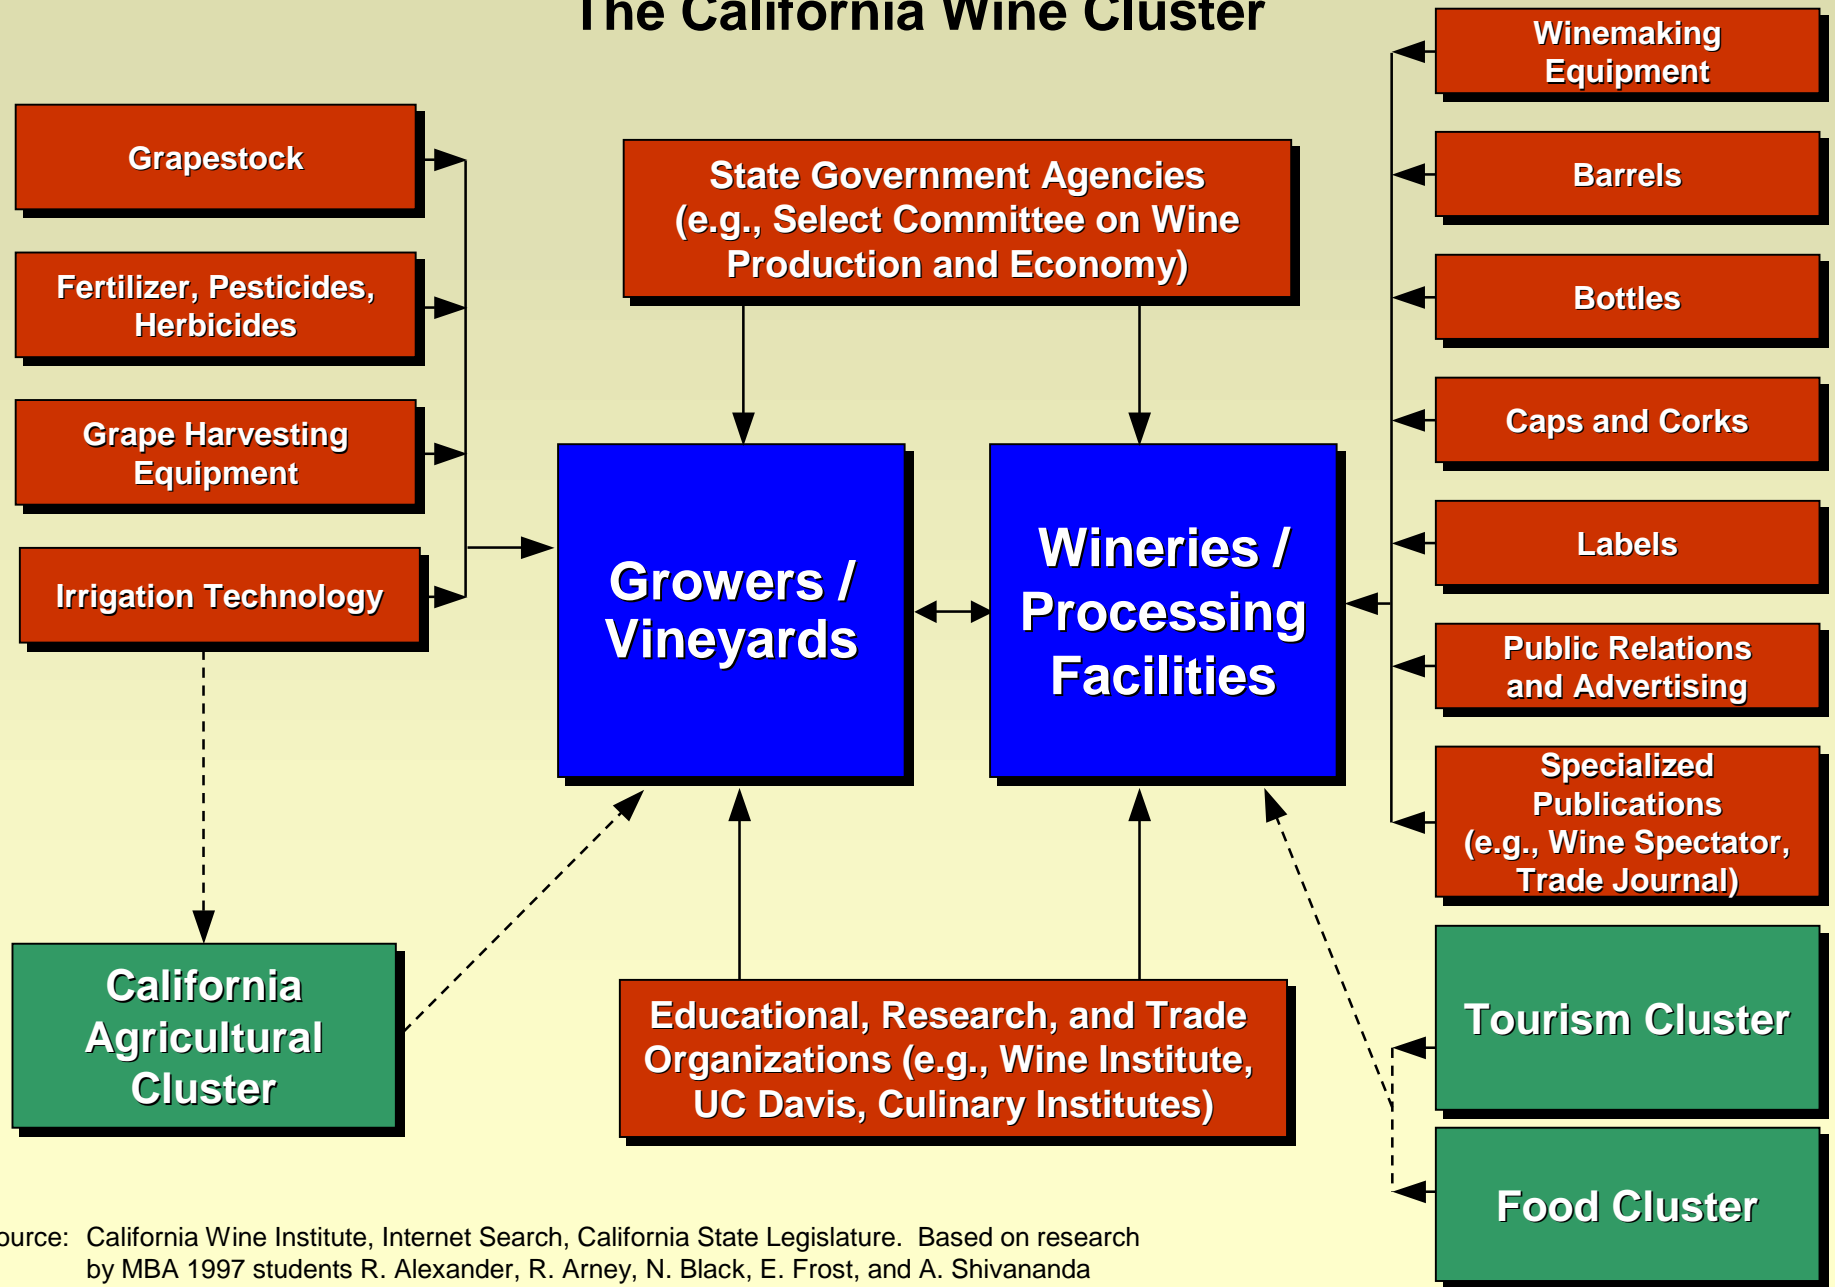 The California Wine Cluster
Winemaking
Equipment
Grapestock
State Government Agencies
(e.g., Select Committee on Wine
Production and Economy)
Barrels
Fertilizer, Pesticides,
Herbicides
Bottles
Grape Harvesting
Equipment
Caps and Corks
Irrigation Technology
Growers /
Vineyards
Wineries /
Processing
Facilities
Labels
Public Relations
and Advertising
Specialized
Publications
(e.g., Wine Spectator,
Trade Journal)
California
Agricultural
Cluster
Educational, Research, and Trade
Organizations (e.g., Wine Institute,
UC Davis, Culinary Institutes)
Tourism Cluster
Food Cluster
ource: California Wine Institute, Internet Search, California State Legislature. Based on research
by MBA 1997 students R. Alexander, R. Arney, N. Black, E. Frost, and A. Shivananda